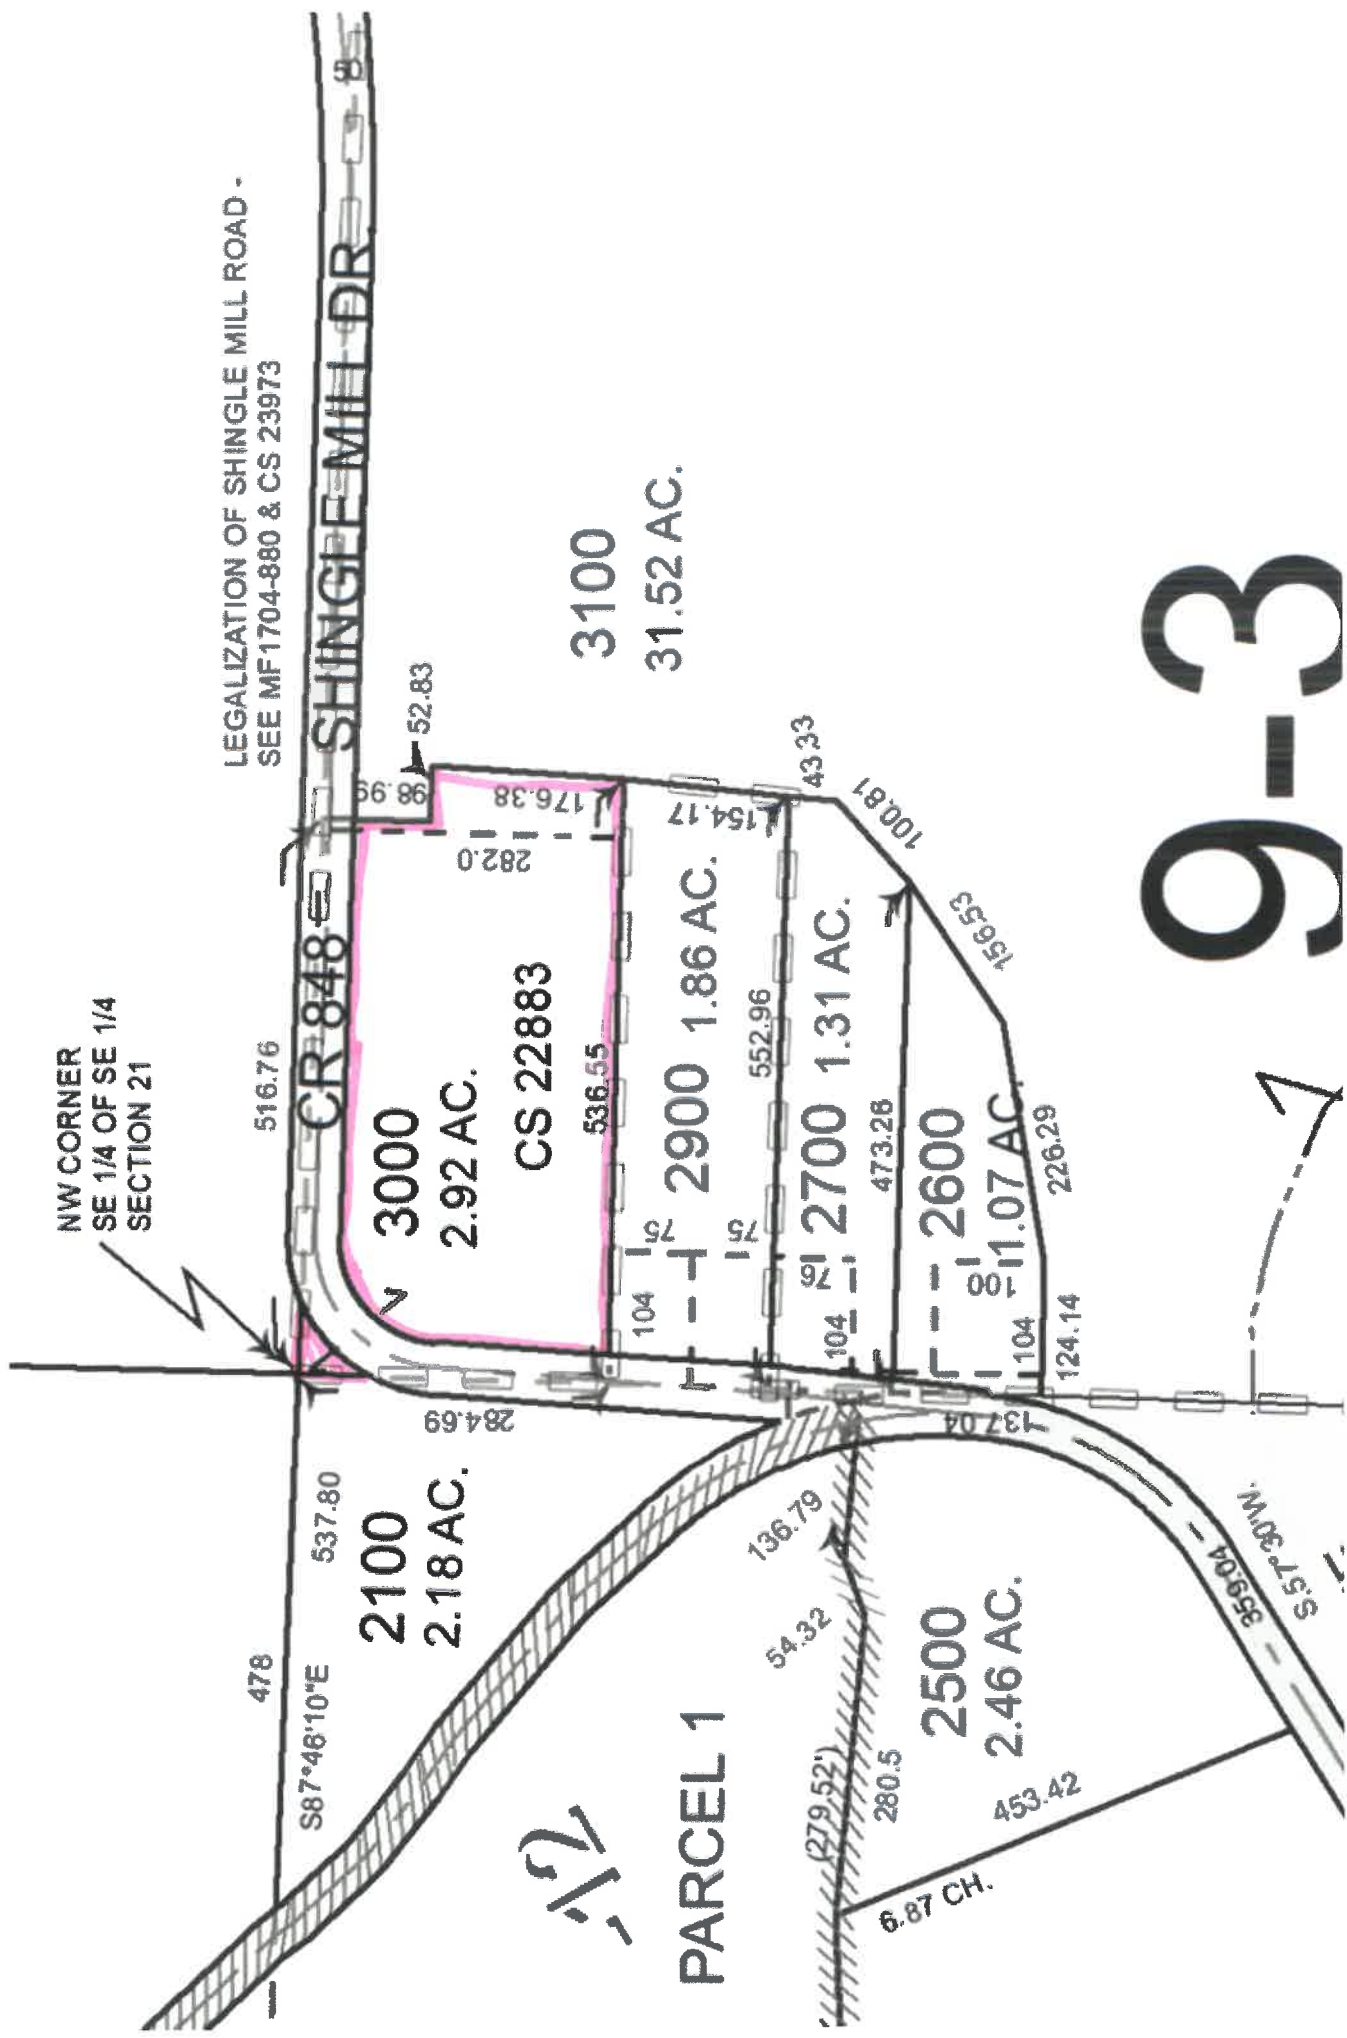 NW CORNER
SE 1/4 OF SE 1/4
SECTION 21
LEGALIZATION OF SHINGLE MILL ROAD -
SEE MF1704-880 & CS 23973
478
537.80
S87°46'10"E
516.76
CR 848
SHINGLE MILL DR
50
2100
2.18 AC.
284.69
3000
2.92 AC.
CS 22883
536.55
282.0
98.99
52.83
176.38
3100
31.52 AC.
2900 1.86 AC.
154.17
552.96
75
75
104
43.33
2700 1.31 AC.
76
104
100.81
473.26
156.53
2600
1.07 AC.
100
104
226.29
124.14
137.04
PARCEL 1
136.79
54.32
(279.52')
280.5
2500
2.46 AC.
453.42
6.87 CH.
359.04
S.57°30'W.
9-3